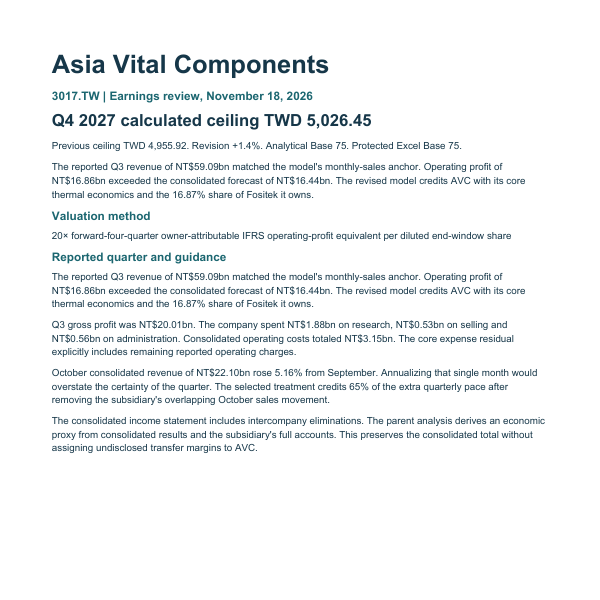 Asia Vital Components
3017.TW | Earnings review, November 18, 2026
Q4 2027 calculated ceiling TWD 5,026.45
Previous ceiling TWD 4,955.92. Revision +1.4%. Analytical Base 75. Protected Excel Base 75.
The reported Q3 revenue of NT$59.09bn matched the model's monthly-sales anchor. Operating profit of
NT$16.86bn exceeded the consolidated forecast of NT$16.44bn. The revised model credits AVC with its core
thermal economics and the 16.87% share of Fositek it owns.
Valuation method
20× forward-four-quarter owner-attributable IFRS operating-profit equivalent per diluted end-window share
Reported quarter and guidance
The reported Q3 revenue of NT$59.09bn matched the model's monthly-sales anchor. Operating profit of
NT$16.86bn exceeded the consolidated forecast of NT$16.44bn. The revised model credits AVC with its core
thermal economics and the 16.87% share of Fositek it owns.
Q3 gross profit was NT$20.01bn. The company spent NT$1.88bn on research, NT$0.53bn on selling and
NT$0.56bn on administration. Consolidated operating costs totaled NT$3.15bn. The core expense residual
explicitly includes remaining reported operating charges.
October consolidated revenue of NT$22.10bn rose 5.16% from September. Annualizing that single month would
overstate the certainty of the quarter. The selected treatment credits 65% of the extra quarterly pace after
removing the subsidiary's overlapping October sales movement.
The consolidated income statement includes intercompany eliminations. The parent analysis derives an economic
proxy from consolidated results and the subsidiary's full accounts. This preserves the consolidated total without
assigning undisclosed transfer margins to AVC.